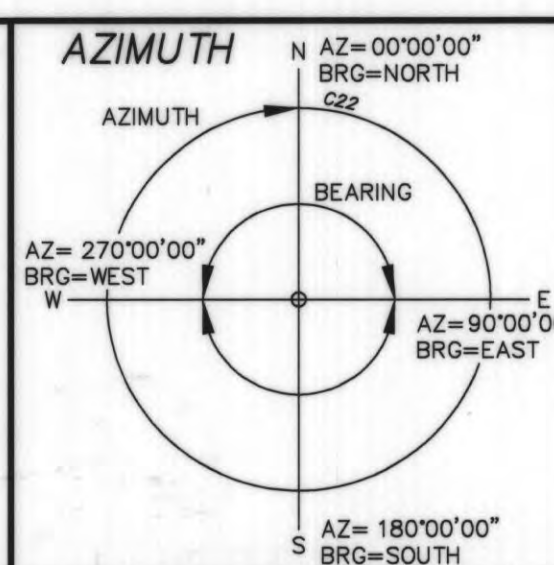 AZIMUTH
N AZ=00°00'00"
BRG=NORTH
C22
AZIMUTH
BEARING
AZ= 270°00'00"
BRG=WEST
W
E
AZ=90°00'0
BRG=EAST
S AZ= 180°00'00"
BRG=SOUTH